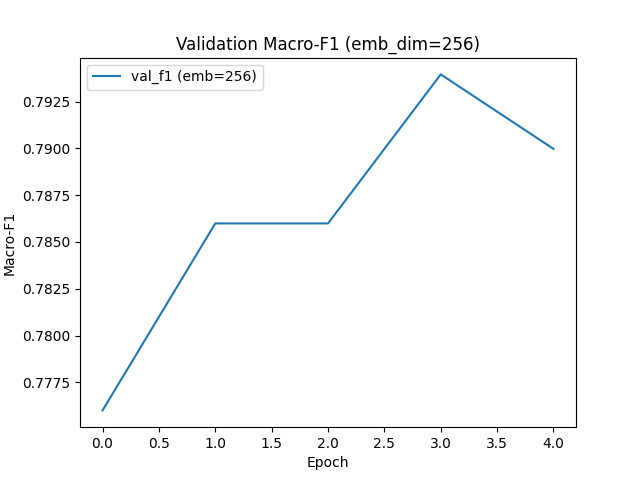 Validation Macro-F1 (emb_dim=256)
val_f1 (emb=256)
0.7925
0.7900
0.7875
0.7850
0.7825
0.7800
0.7775
Macro-F1
0.0 0.5 1.0 1.5 2.0 2.5 3.0 3.5 4.0
Epoch